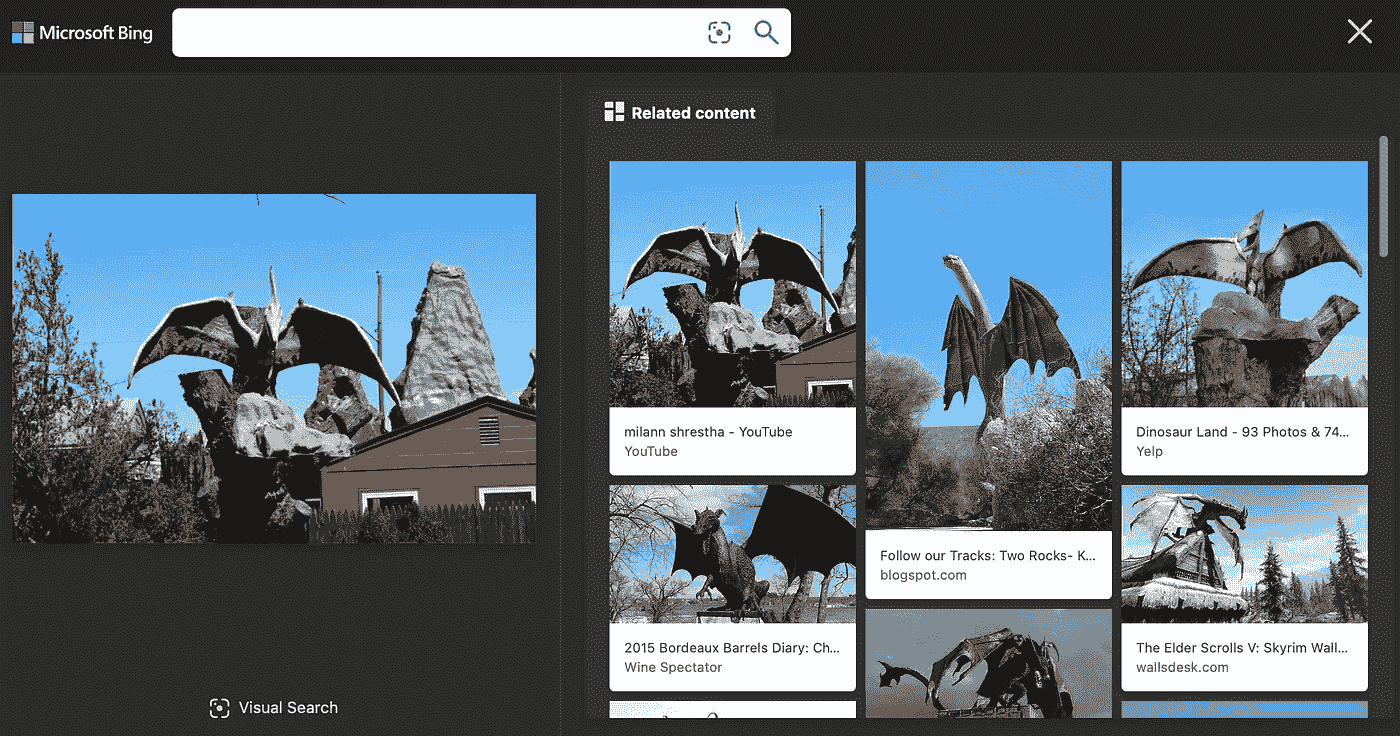 Microsoft Bing
Related content
milann shrestha - YouTube
YouTube
Follow our Tracks: Two Rocks- K...
blogspot.com
Dinosaur Land - 93 Photos & 74...
Yelp
2015 Bordeaux Barrels Diary: Ch...
Wine Spectator
The Elder Scrolls V: Skyrim Wall...
wallsdesk.com
Visual Search